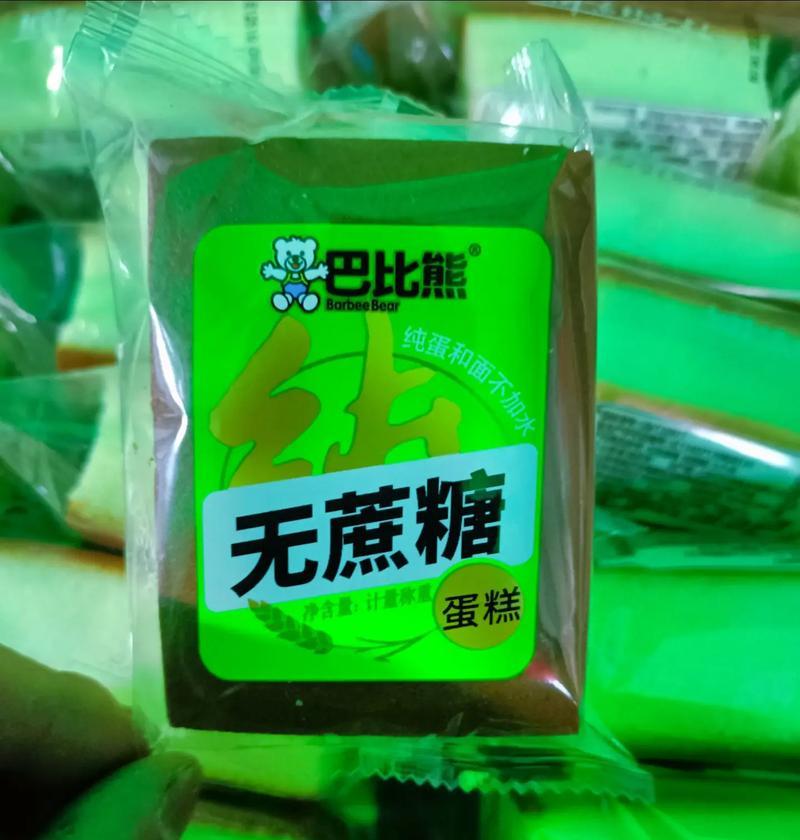 巴比熊®
BarbeeBear
纯蛋和面不加水
纯
无蔗糖
净含量：计量称重
蛋糕